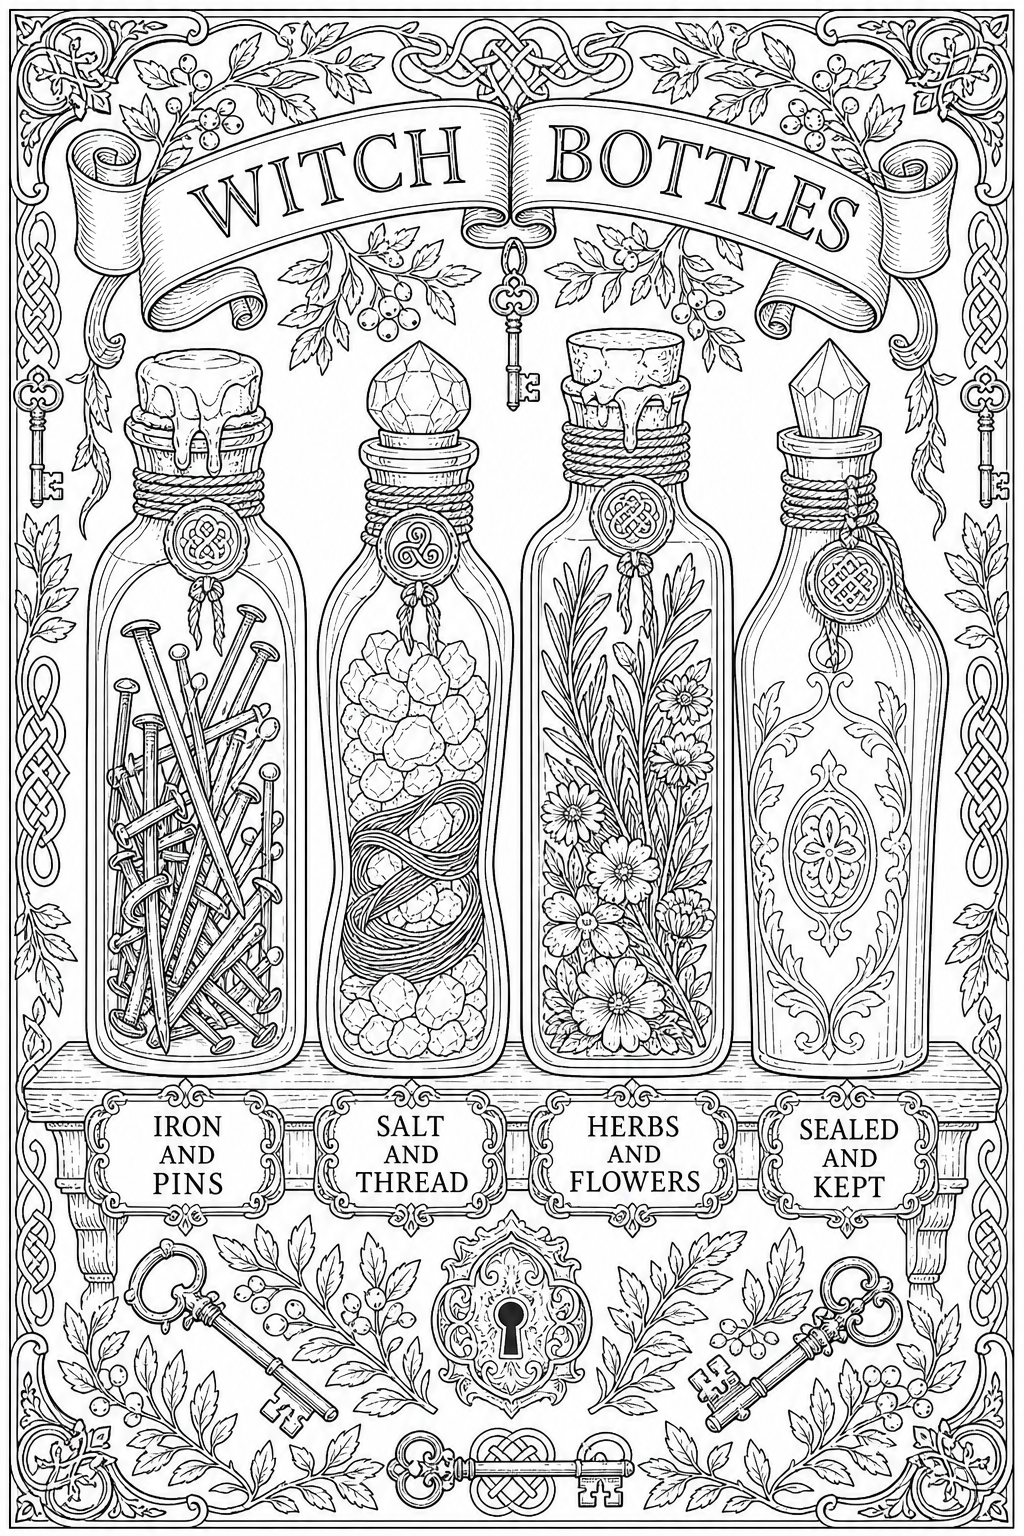 WITCH BOTTLES
IRON
AND
PINS
SALT
AND
THREAD
HERBS
AND
FLOWERS
SEALED
AND
KEPT